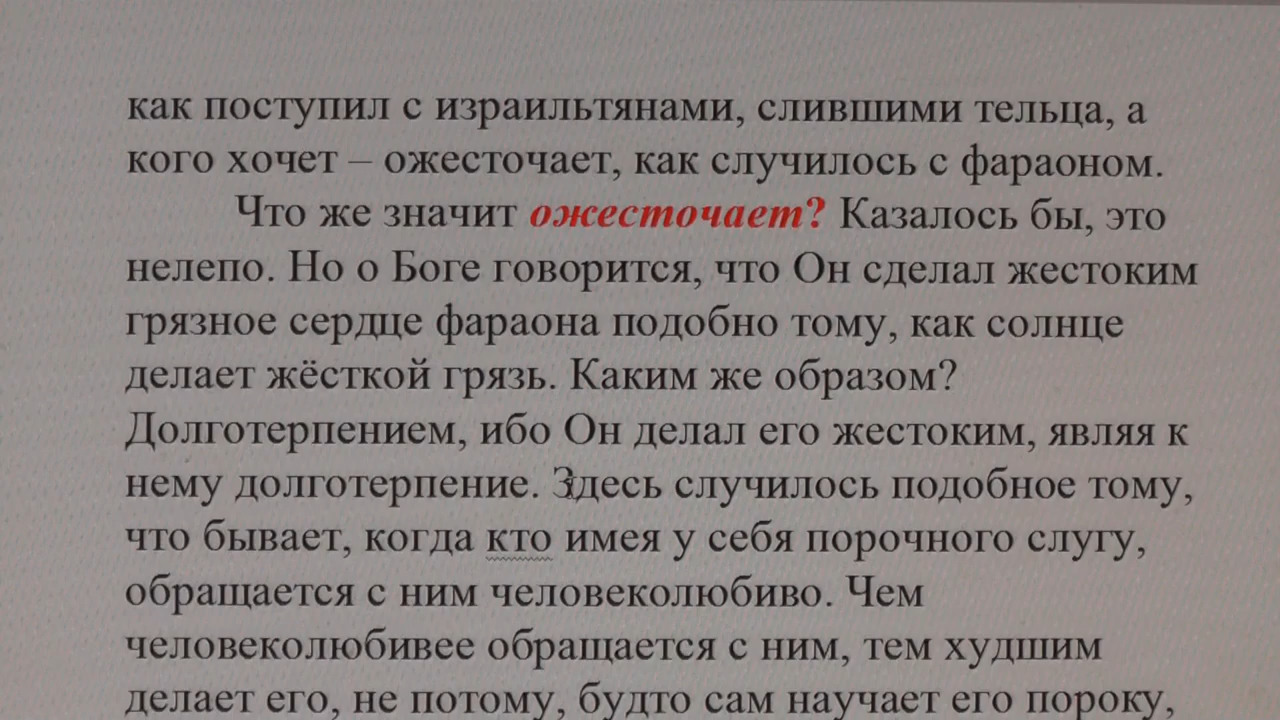 как поступил с израильтянами, слившими тельца, а
кого хочет – ожесточает, как случилось с фараоном.
Что же значит ожесточает? Казалось бы, это
нелепо. Но о Боге говорится, что Он сделал жестоким
грязное сердце фараона подобно тому, как солнце
делает жёсткой грязь. Каким же образом?
Долготерпением, ибо Он делал его жестоким, являя к
нему долготерпение. Здесь случилось подобное тому,
что бывает, когда кто имея у себя порочного слугу,
обращается с ним человеколюбиво. Чем
человеколюбивее обращается с ним, тем худшим
делает его, не потому, будто сам научает его пороку,